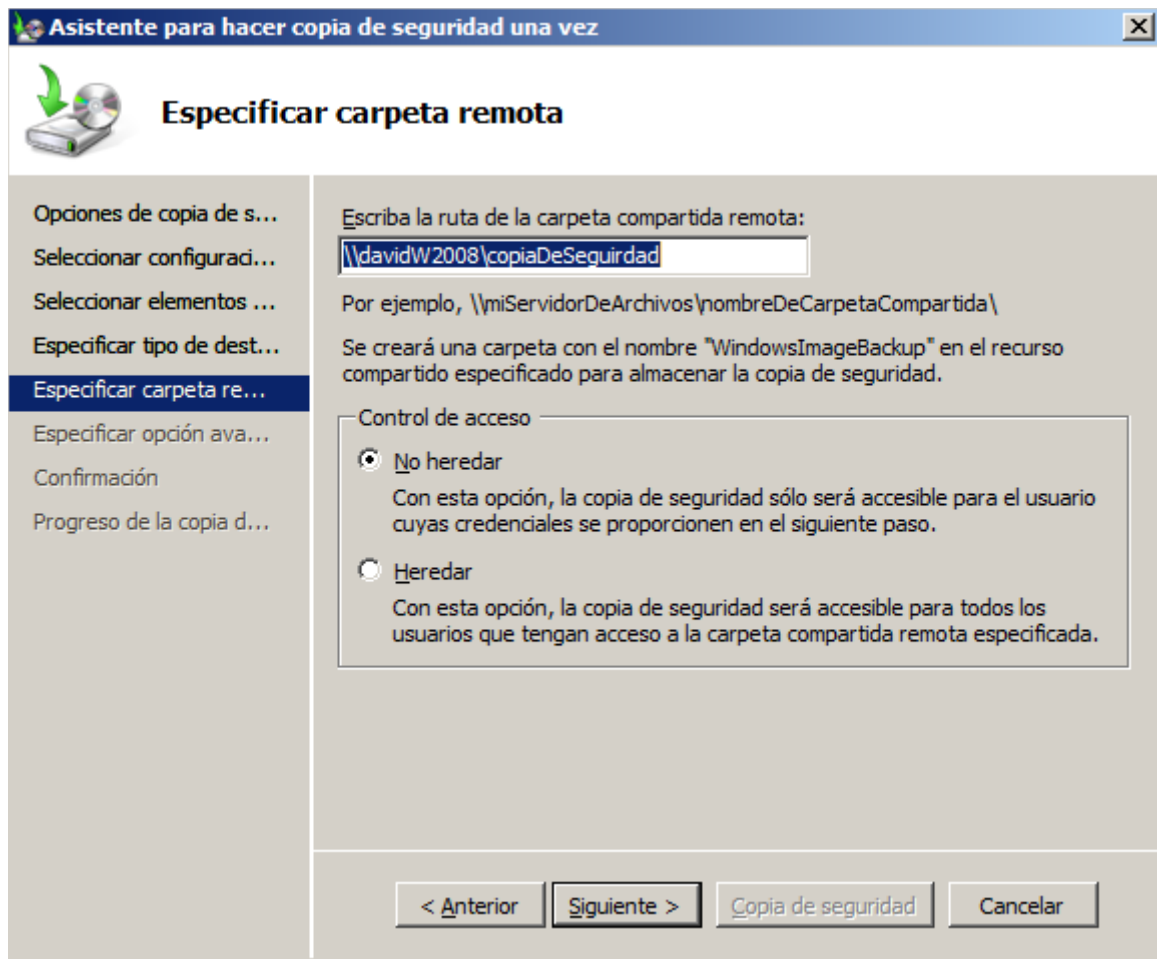 Asistente para hacer copia de seguridad una vez
Especificar carpeta remota
Opciones de copia de s...
Seleccionar configuraci...
Seleccionar elementos ...
Especificar tipo de dest...
Especificar carpeta re...
Especificar opción ava...
Confirmación
Progreso de la copia d...
Escriba la ruta de la carpeta compartida remota:
\\davidW2008\copiaDeSeguirdad
Por ejemplo, \\miServidorDeArchivos\nombreDeCarpetaCompartida\
Se creará una carpeta con el nombre "WindowsImageBackup" en el recurso
compartido especificado para almacenar la copia de seguridad.
Control de acceso
No heredar
Con esta opción, la copia de seguridad sólo será accesible para el usuario
cuyas credenciales se proporcionen en el siguiente paso.
Heredar
Con esta opción, la copia de seguridad será accesible para todos los
usuarios que tengan acceso a la carpeta compartida remota especificada.
< Anterior
Siguiente >
Copia de seguridad
Cancelar